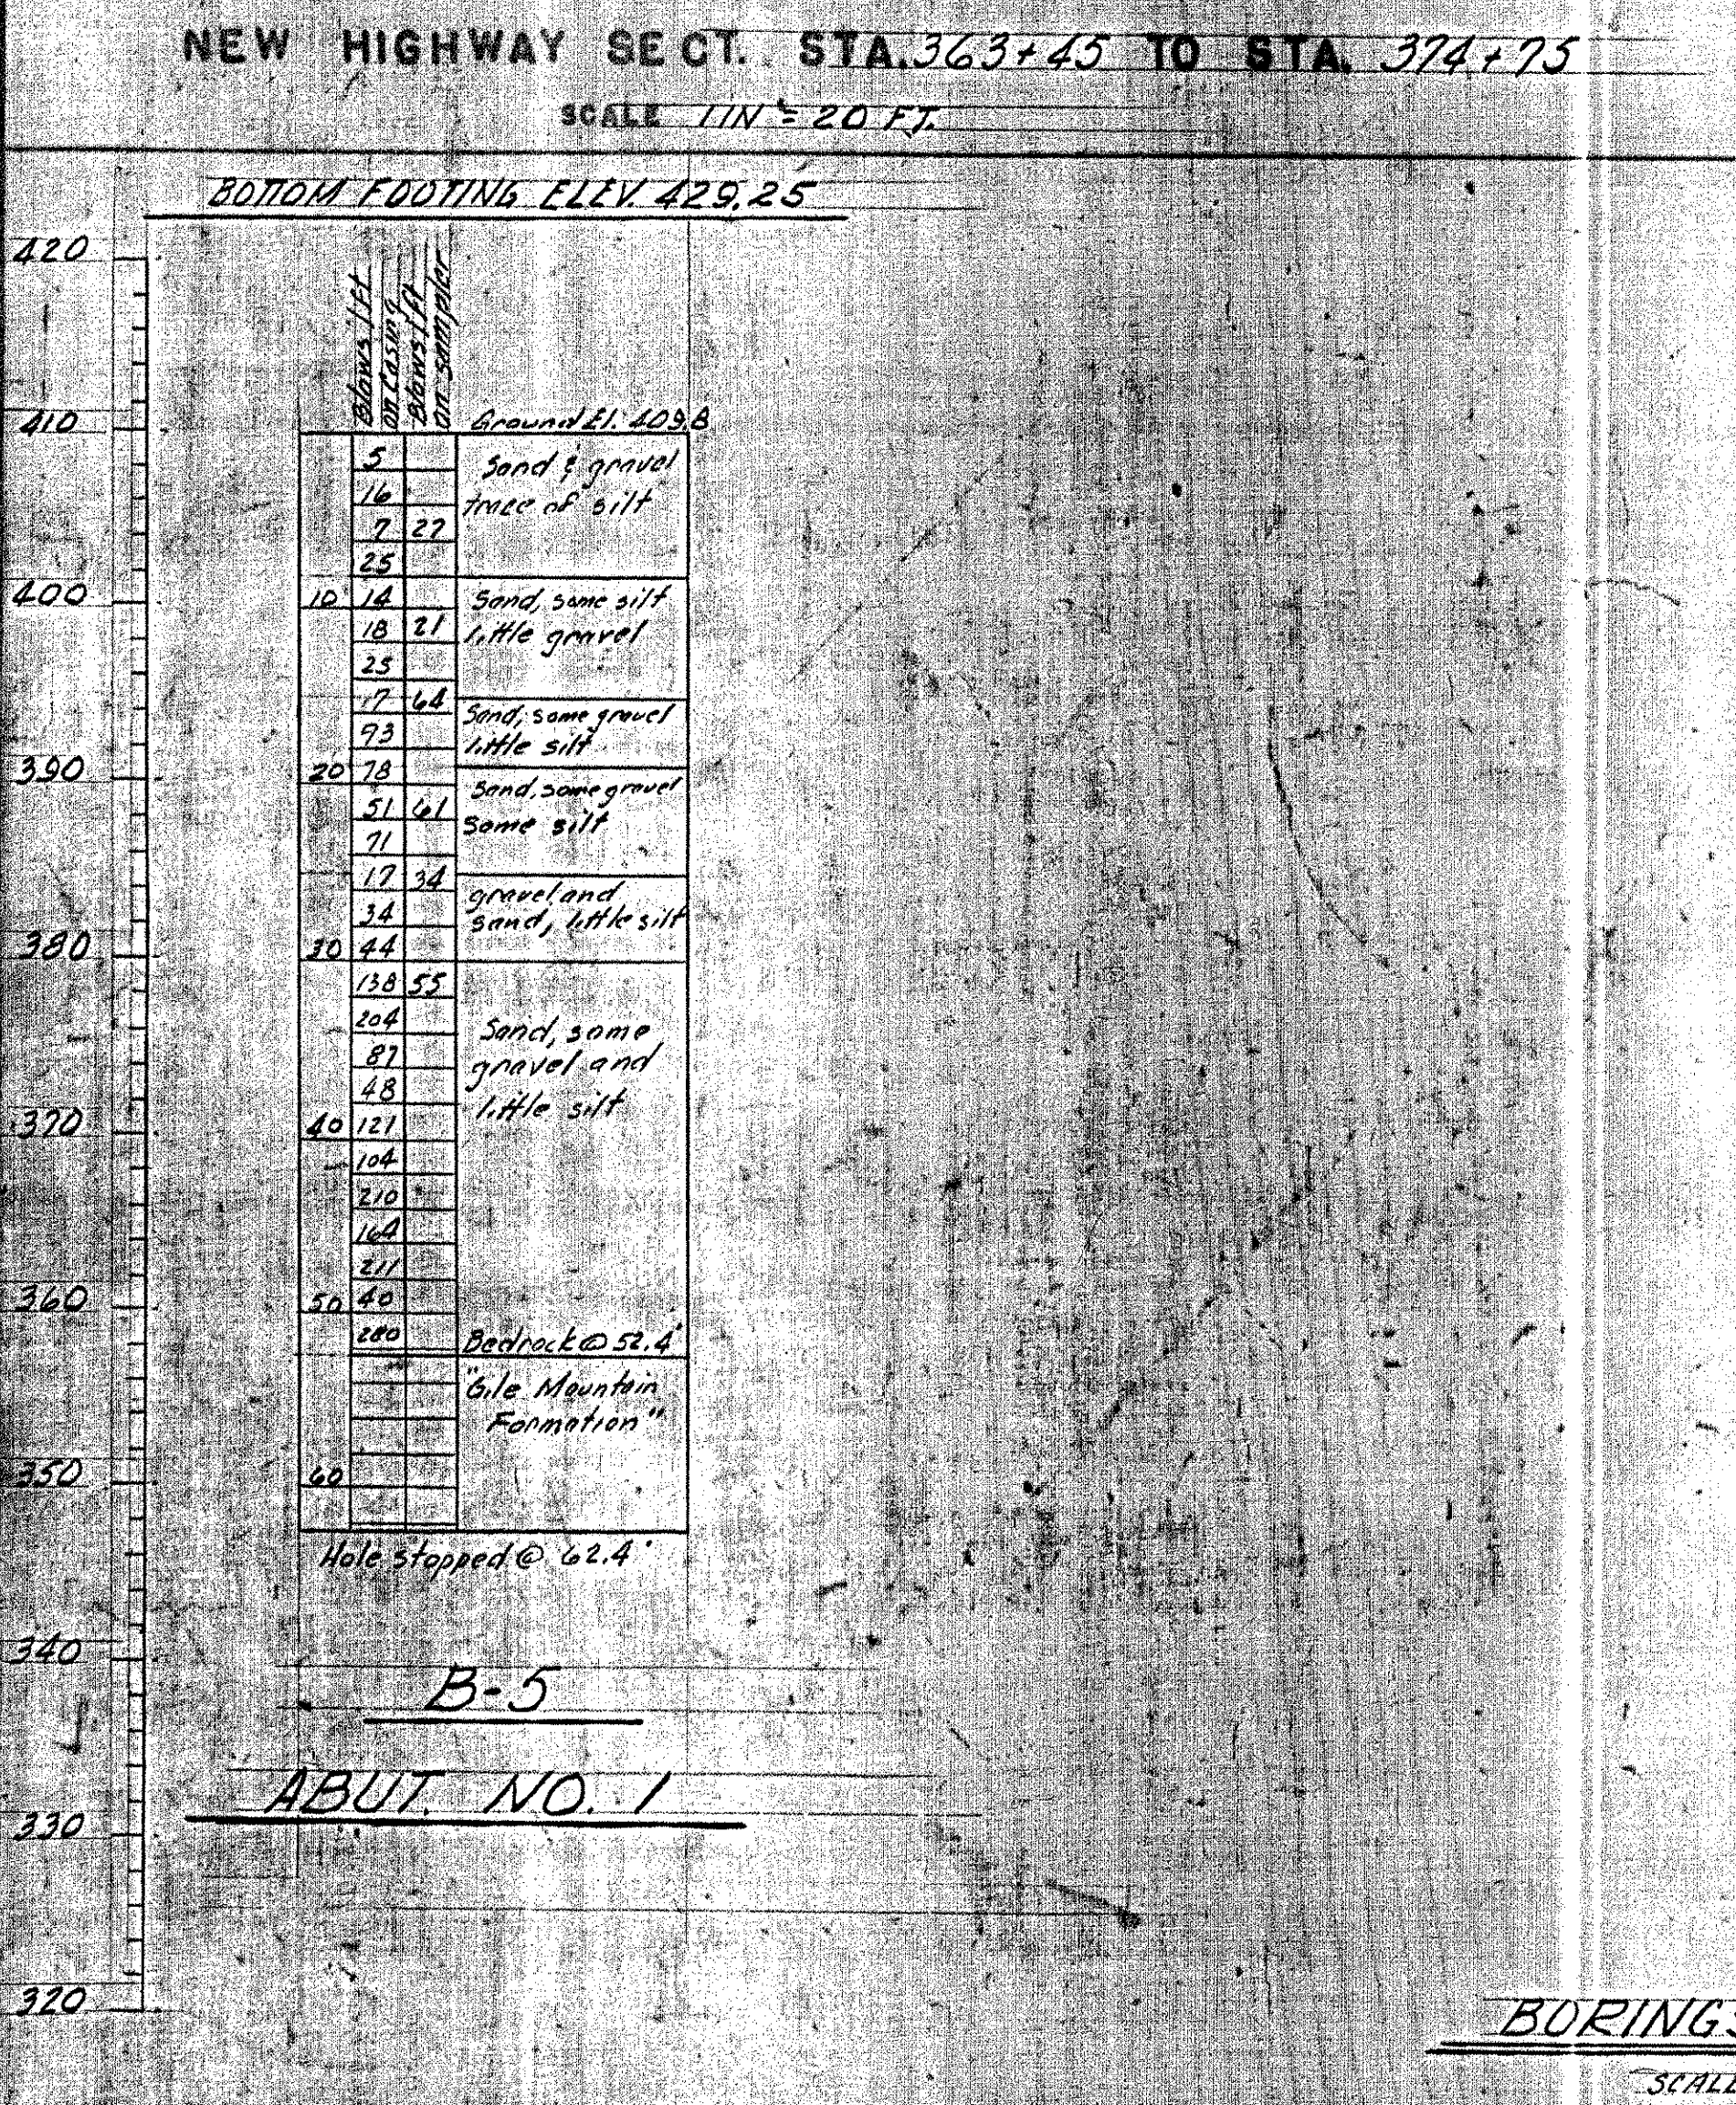 NEW HIGHWAY SECT. STA. 363+45 TO STA. 374+75
SCALE 1 IN = 20 FT.
BOTTOM FOOTING ELEV. 429.25
420
410
400
390
380
370
360
350
340
330
320
Blows/ft
on Casing
Blows/ft
on sampler
Ground El. 409.8
5
16
7 27
25
Sand & gravel
trace of silt
10 14
18 21
25
Sand, some silt
little gravel
17 64
93
Sand, some gravel
little silt
20 78
51 61
71
Sand, some gravel
some silt
17 34
34
30 44
gravel and
sand, little silt
138 55
204
87
48
40 121
104
210
164
211
50 40
280
Sand, some
gravel and
little silt
Bedrock @ 52.4'
"Gile Mountain
Formation"
60
Hole stopped @ 62.4'
B-5
ABUT. NO. 1
BORINGS
SCALE